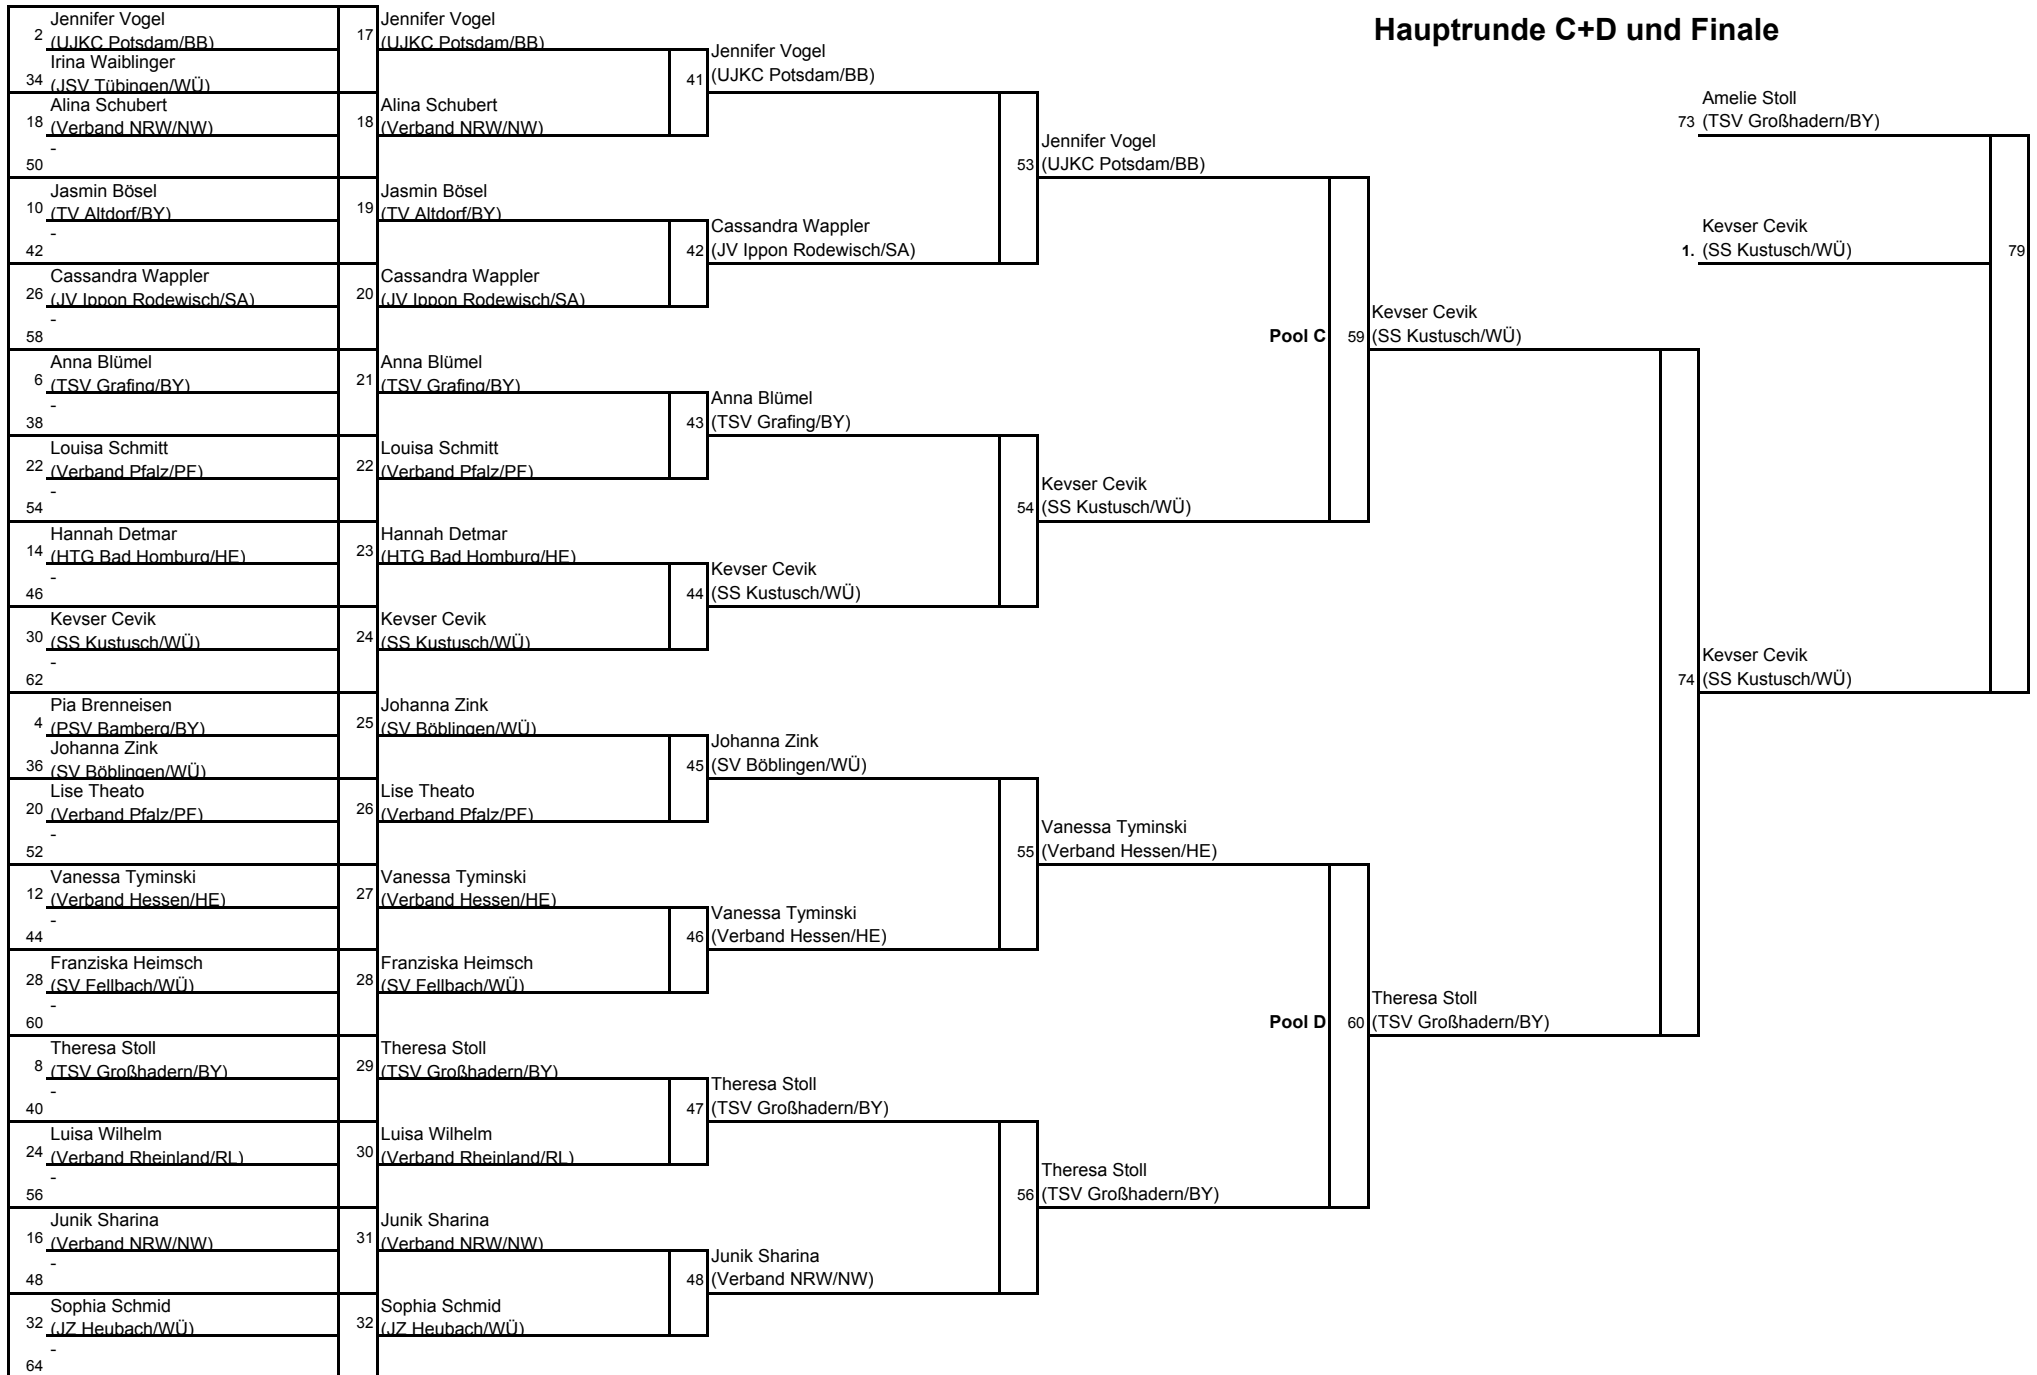 Hauptrunde C+D und Finale
2 Jennifer Vogel
(UJKC Potsdam/BB)
34 Irina Waiblinger
(JSV Tübingen/WÜ)
18 Alina Schubert
(Verband NRW/NW)
50 -
10 Jasmin Bösel
(TV Altdorf/BY)
42 -
26 Cassandra Wappler
(JV Ippon Rodewisch/SA)
58 -
6 Anna Blümel
(TSV Grafing/BY)
38 -
22 Louisa Schmitt
(Verband Pfalz/PF)
54 -
14 Hannah Detmar
(HTG Bad Homburg/HE)
46 -
30 Kevser Cevik
(SS Kustusch/WÜ)
62 -
4 Pia Brenneisen
(PSV Bamberg/BY)
36 Johanna Zink
(SV Böblingen/WÜ)
20 Lise Theato
(Verband Pfalz/PF)
52 -
12 Vanessa Tyminski
(Verband Hessen/HE)
44 -
28 Franziska Heimsch
(SV Fellbach/WÜ)
60 -
8 Theresa Stoll
(TSV Großhadern/BY)
40 -
24 Luisa Wilhelm
(Verband Rheinland/RL)
56 -
16 Junik Sharina
(Verband NRW/NW)
48 -
32 Sophia Schmid
(JZ Heubach/WÜ)
64 -
17 Jennifer Vogel
(UJKC Potsdam/BB)
18 Alina Schubert
(Verband NRW/NW)
19 Jasmin Bösel
(TV Altdorf/BY)
20 Cassandra Wappler
(JV Ippon Rodewisch/SA)
21 Anna Blümel
(TSV Grafing/BY)
22 Louisa Schmitt
(Verband Pfalz/PF)
23 Hannah Detmar
(HTG Bad Homburg/HE)
24 Kevser Cevik
(SS Kustusch/WÜ)
25 Johanna Zink
(SV Böblingen/WÜ)
26 Lise Theato
(Verband Pfalz/PF)
27 Vanessa Tyminski
(Verband Hessen/HE)
28 Franziska Heimsch
(SV Fellbach/WÜ)
29 Theresa Stoll
(TSV Großhadern/BY)
30 Luisa Wilhelm
(Verband Rheinland/RL)
31 Junik Sharina
(Verband NRW/NW)
32 Sophia Schmid
(JZ Heubach/WÜ)
41 Jennifer Vogel
(UJKC Potsdam/BB)
42 Cassandra Wappler
(JV Ippon Rodewisch/SA)
43 Anna Blümel
(TSV Grafing/BY)
44 Kevser Cevik
(SS Kustusch/WÜ)
45 Johanna Zink
(SV Böblingen/WÜ)
46 Vanessa Tyminski
(Verband Hessen/HE)
47 Theresa Stoll
(TSV Großhadern/BY)
48 Junik Sharina
(Verband NRW/NW)
53 Jennifer Vogel
(UJKC Potsdam/BB)
54 Kevser Cevik
(SS Kustusch/WÜ)
55 Vanessa Tyminski
(Verband Hessen/HE)
56 Theresa Stoll
(TSV Großhadern/BY)
Pool C 59 Kevser Cevik
(SS Kustusch/WÜ)
Pool D 60 Theresa Stoll
(TSV Großhadern/BY)
73 Amelie Stoll
(TSV Großhadern/BY)
1. Kevser Cevik
(SS Kustusch/WÜ)
79
74 Kevser Cevik
(SS Kustusch/WÜ)